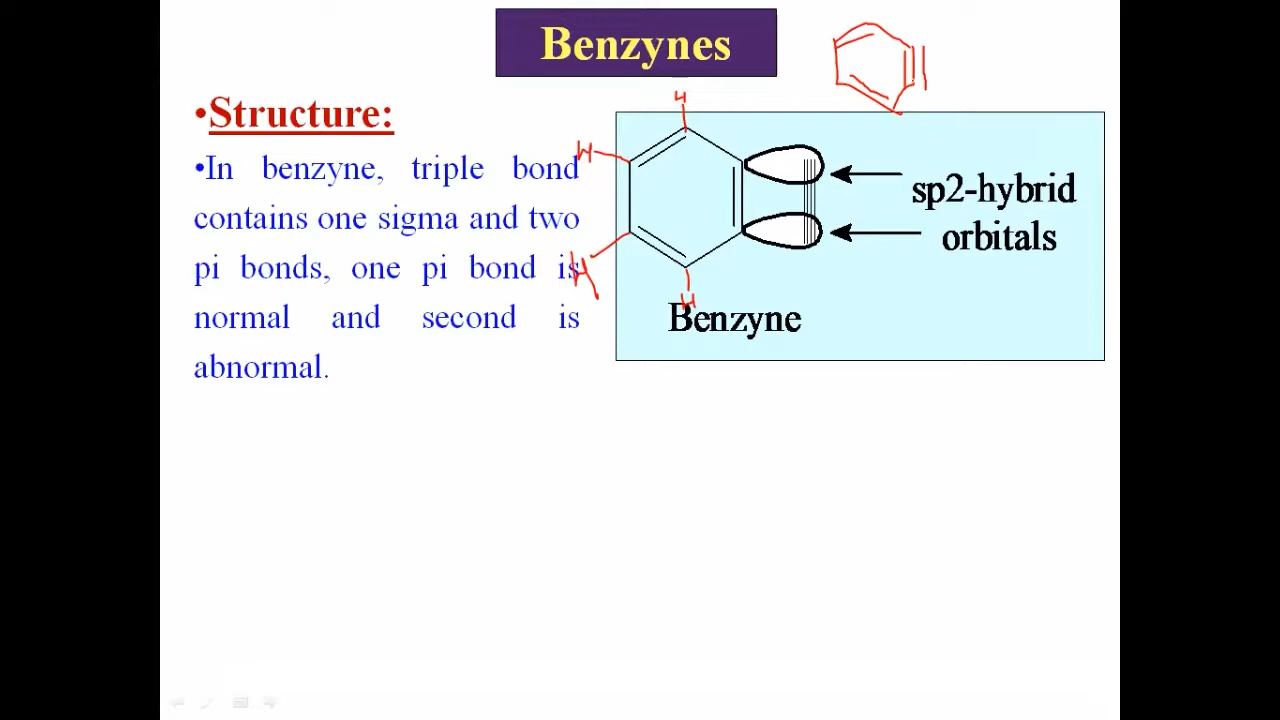 Benzynes
•Structure:
•In benzyne, triple bond
contains one sigma and two
pi bonds, one pi bond is
normal and second is
abnormal.
H
H
H
H
sp2-hybrid
orbitals
Benzyne